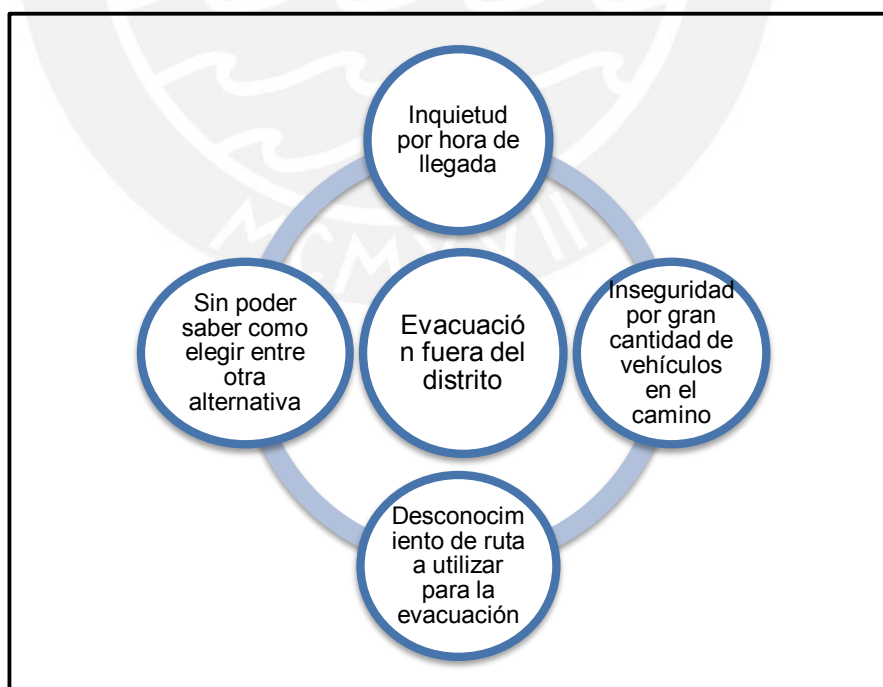 Inquietud
por hora de
llegada
MCMXVII
Sin poder
saber como
elegir entre
otra
alternativa
Evacuació
n fuera del
distrito
Inseguridad
por gran
cantidad de
vehículos
en el
camino
Desconocim
iento de ruta
a utilizar
para la
evacuación